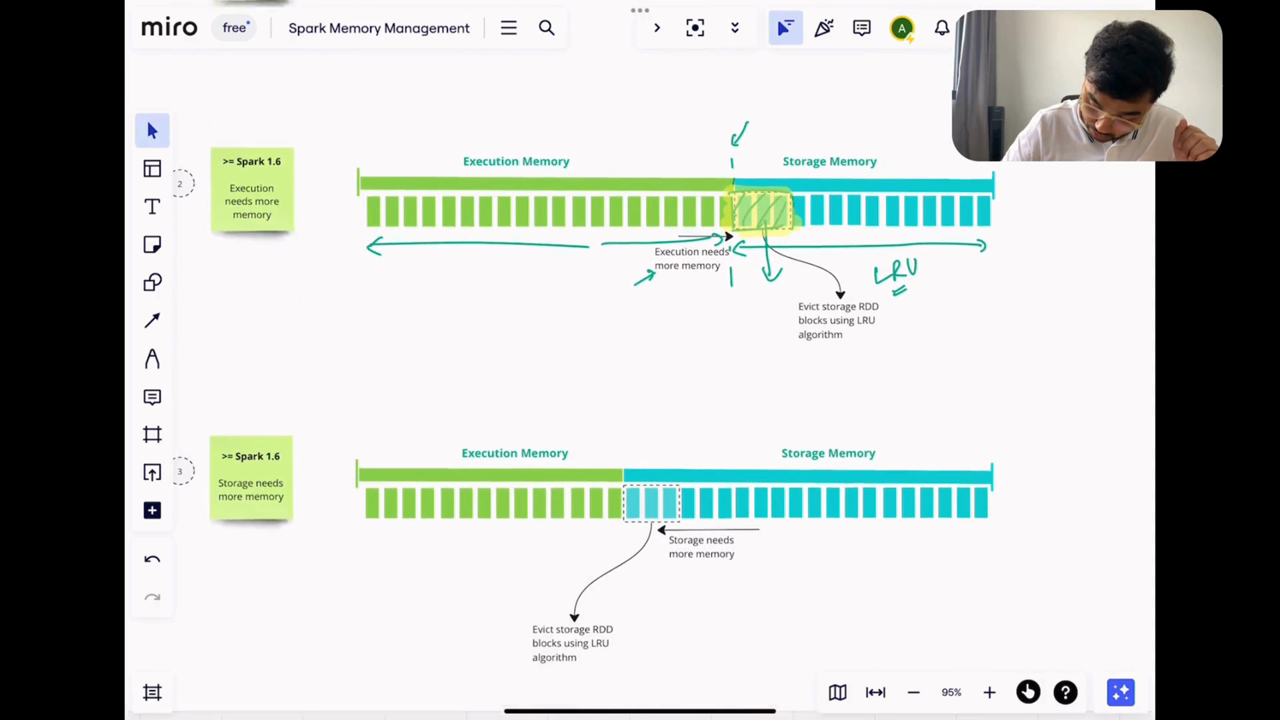 miro free Spark Memory Management
A
>= Spark 1.6
Execution
needs more
memory
2
Execution Memory
Storage Memory
Execution needs
more memory
LRU
Evict storage RDD
blocks using LRU
algorithm
>= Spark 1.6
Storage needs
more memory
3
Execution Memory
Storage Memory
Storage needs
more memory
Evict storage RDD
blocks using LRU
algorithm
95%